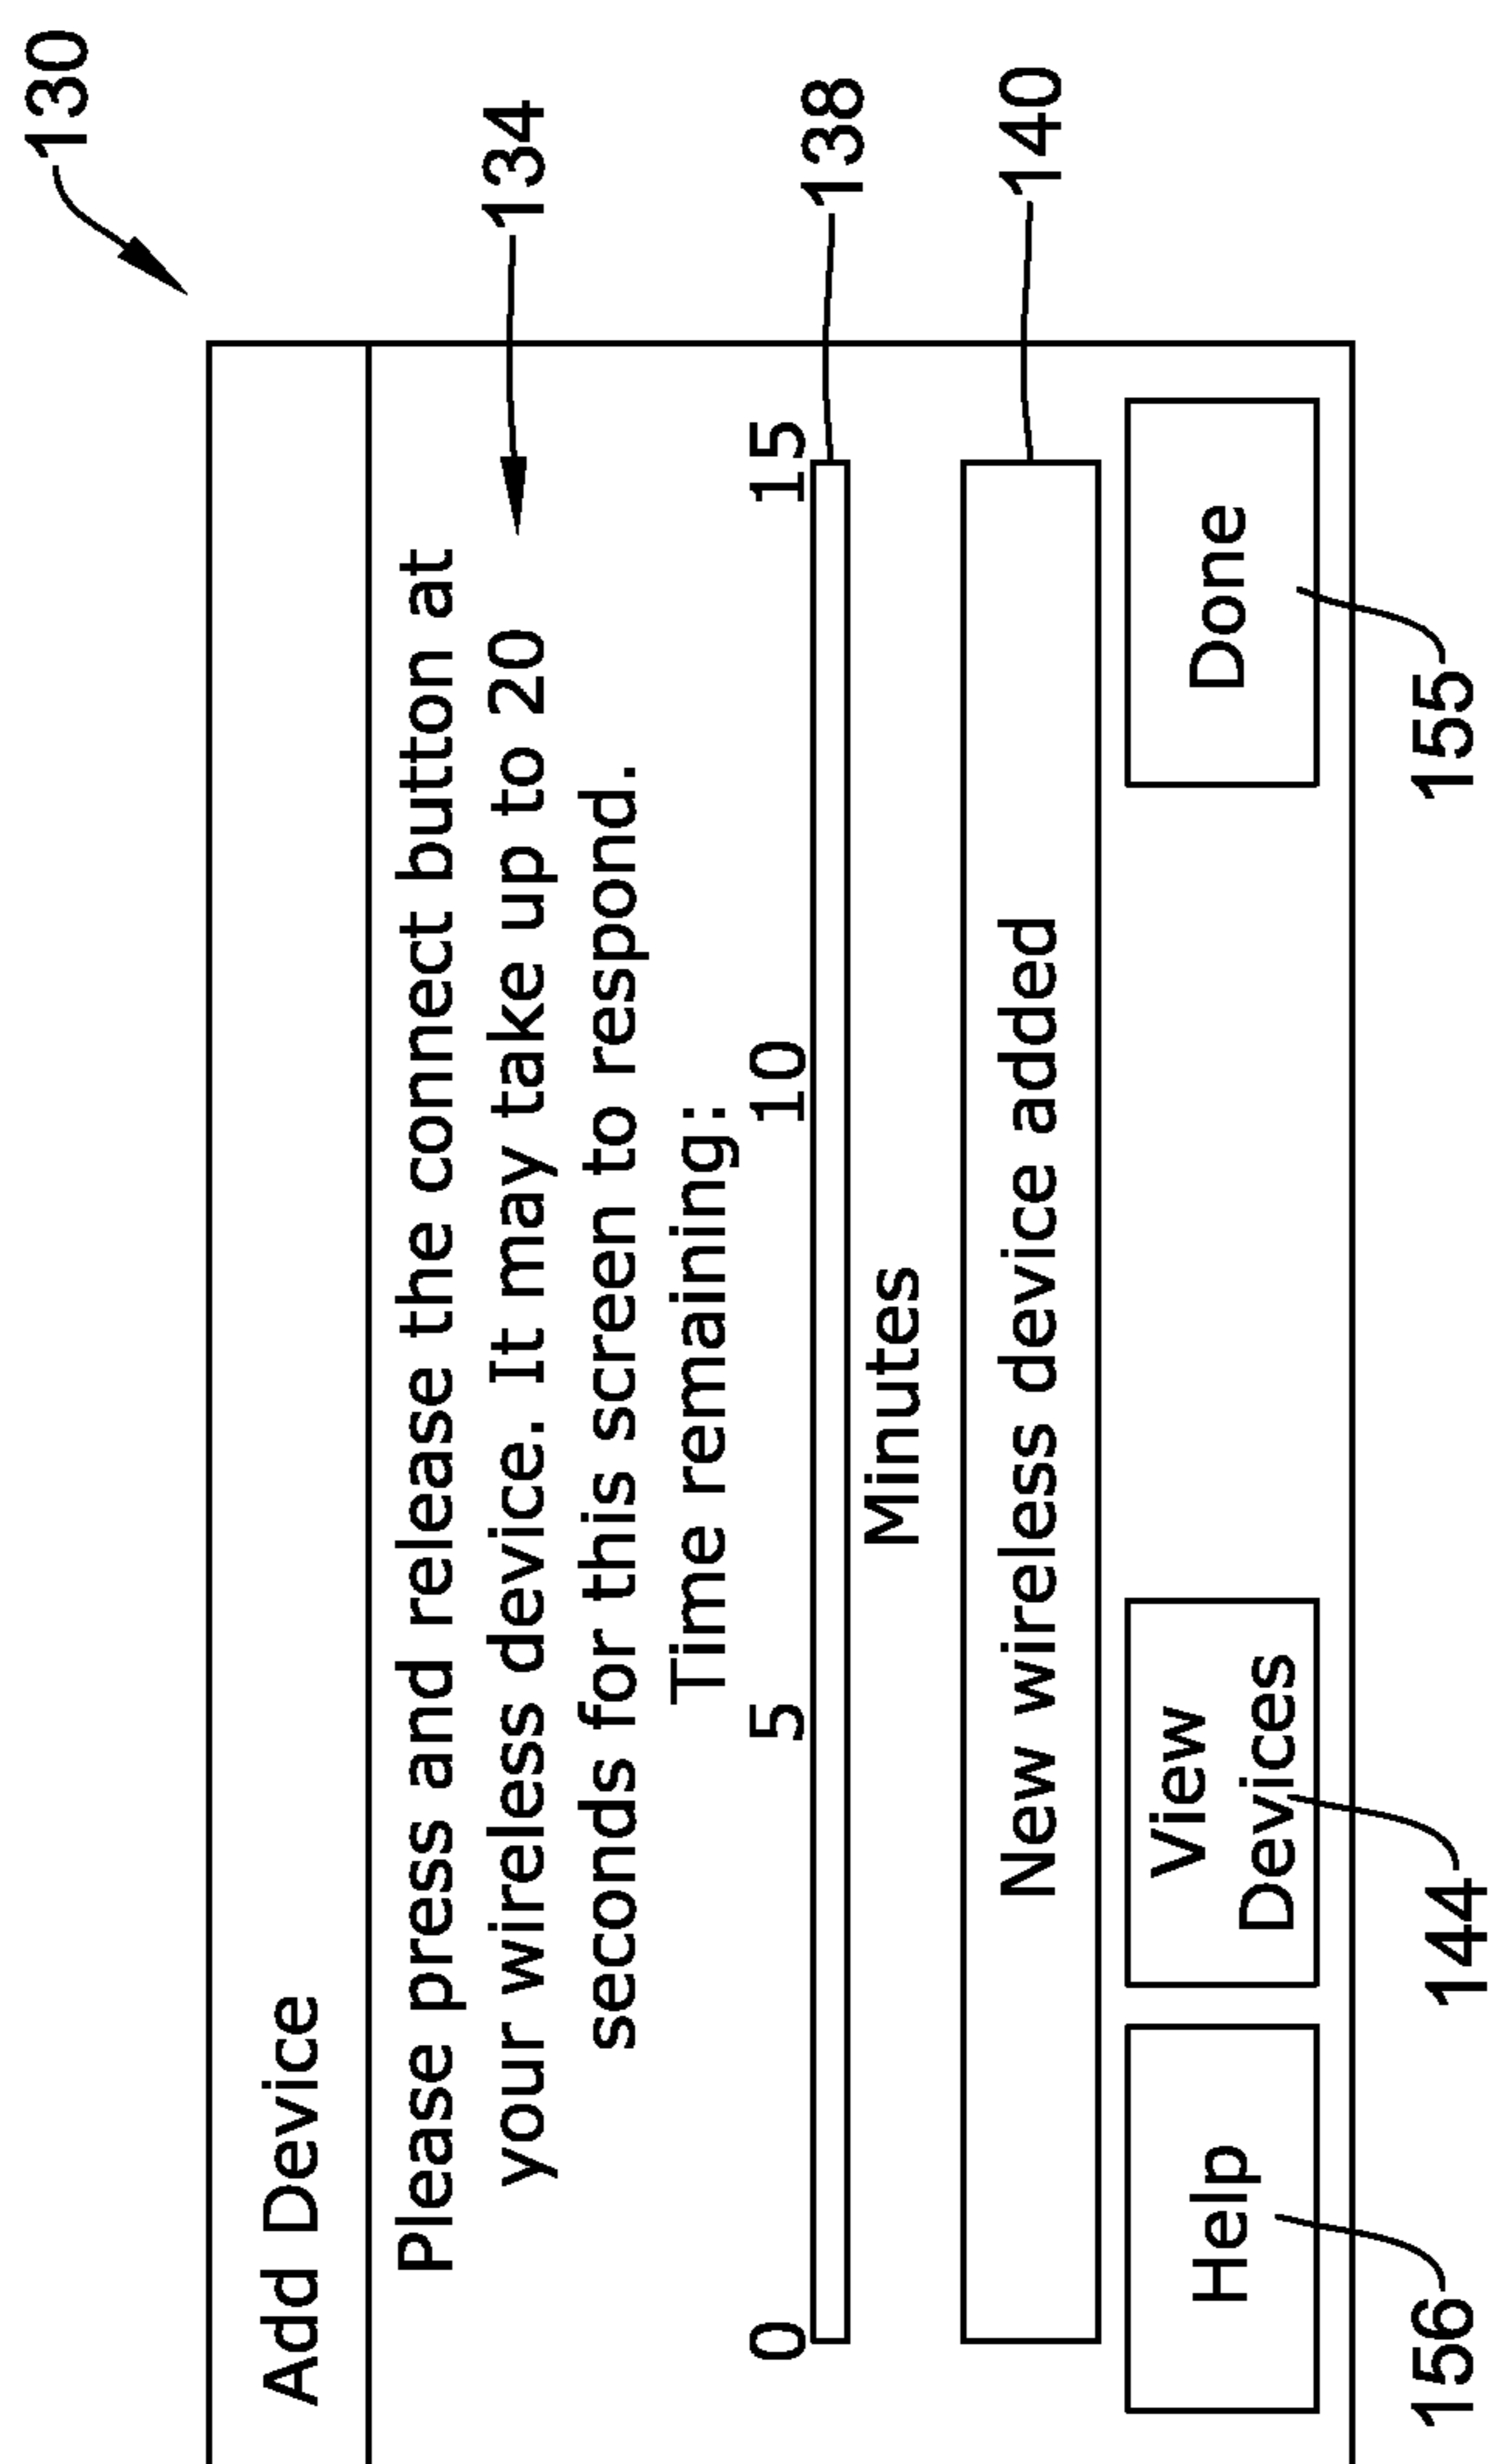 130
Add Device
Please press and release the connect button at
your wireless device. It may take up to 20
seconds for this screen to respond.
134
Time remaining:
0 5 10 15
138
Minutes
New wireless device added
140
Help
View
Devices
Done
156
144
155